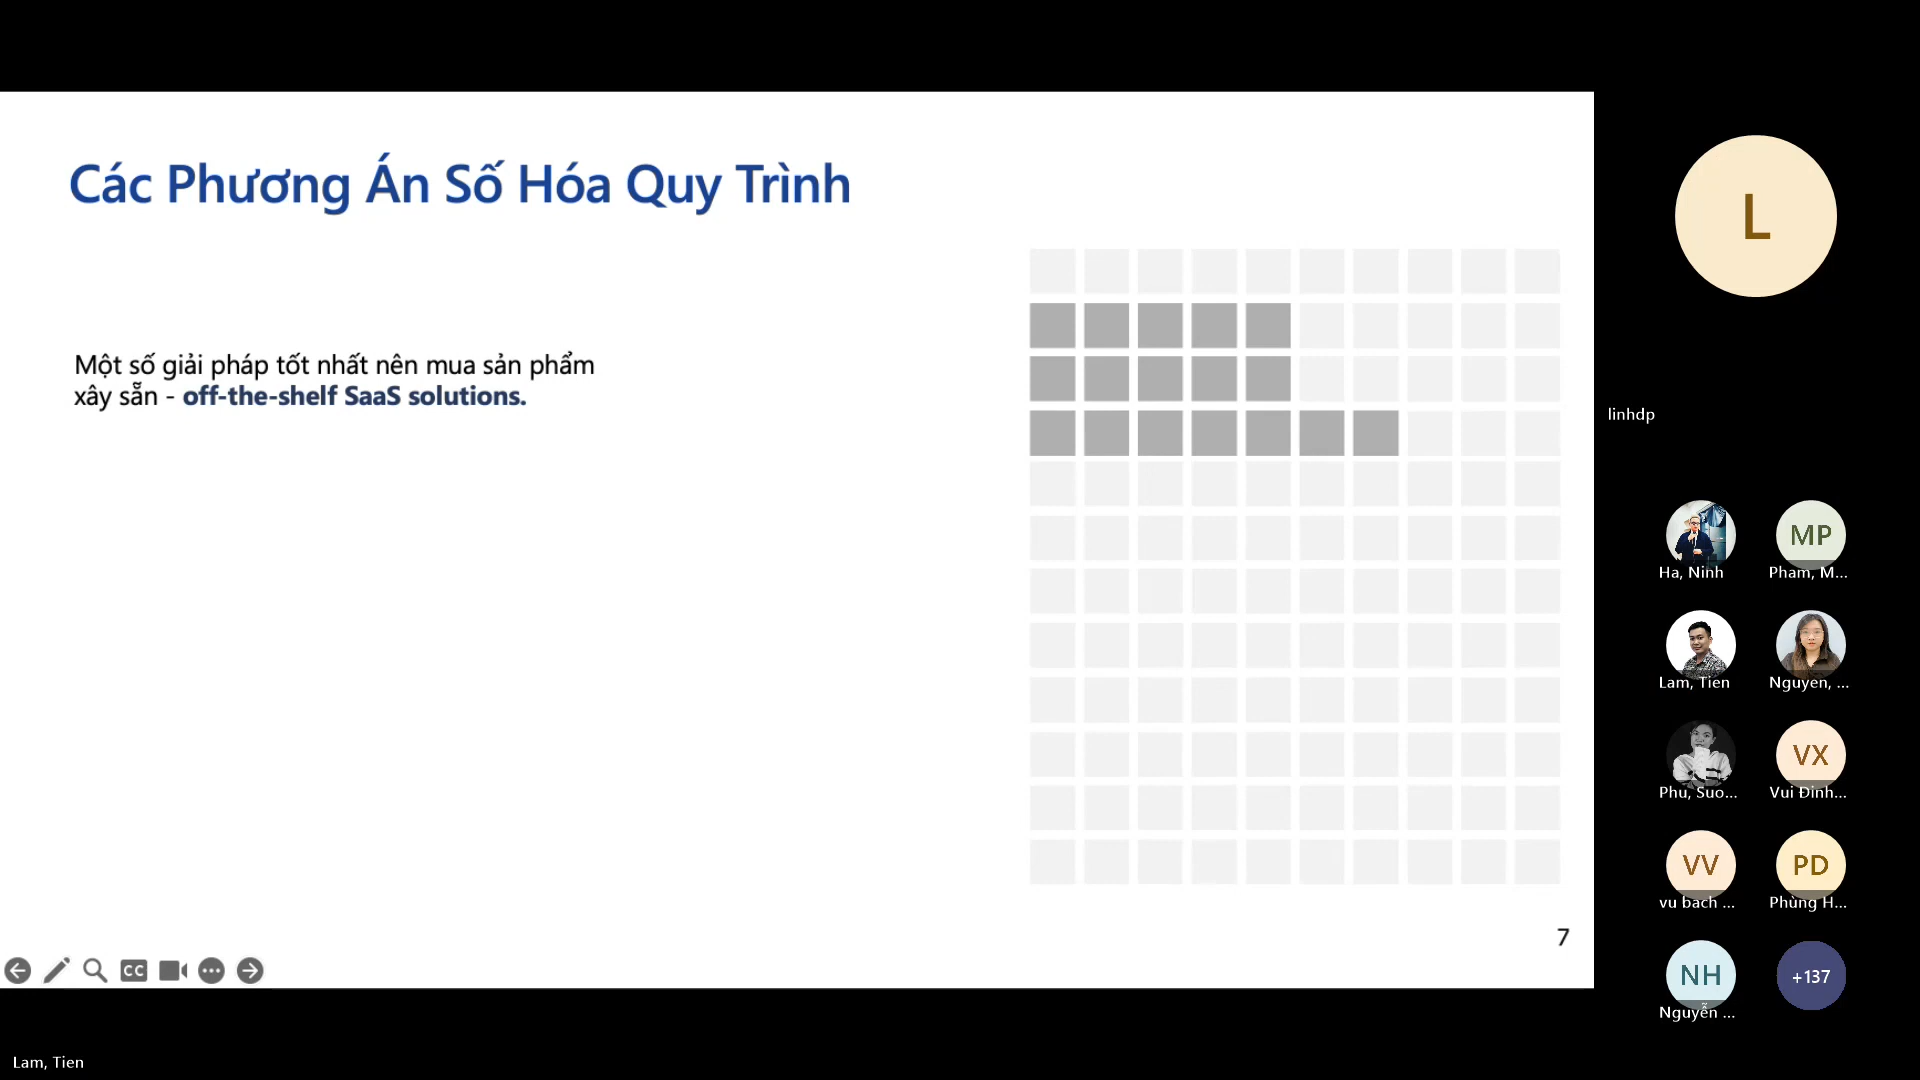 Các Phương Án Số Hóa Quy Trình
Một số giải pháp tốt nhất nên mua sản phẩm
xây sẵn - off-the-shelf SaaS solutions.
7
CC
L
linhdp
Ha, Ninh
MP
Pham, M...
Lam, Tien
Nguyen, ...
Phu, Suo...
VX
Vui Đinh...
VV
vu bach ...
PD
Phùng H...
NH
Nguyễn ...
+137
Lam, Tien